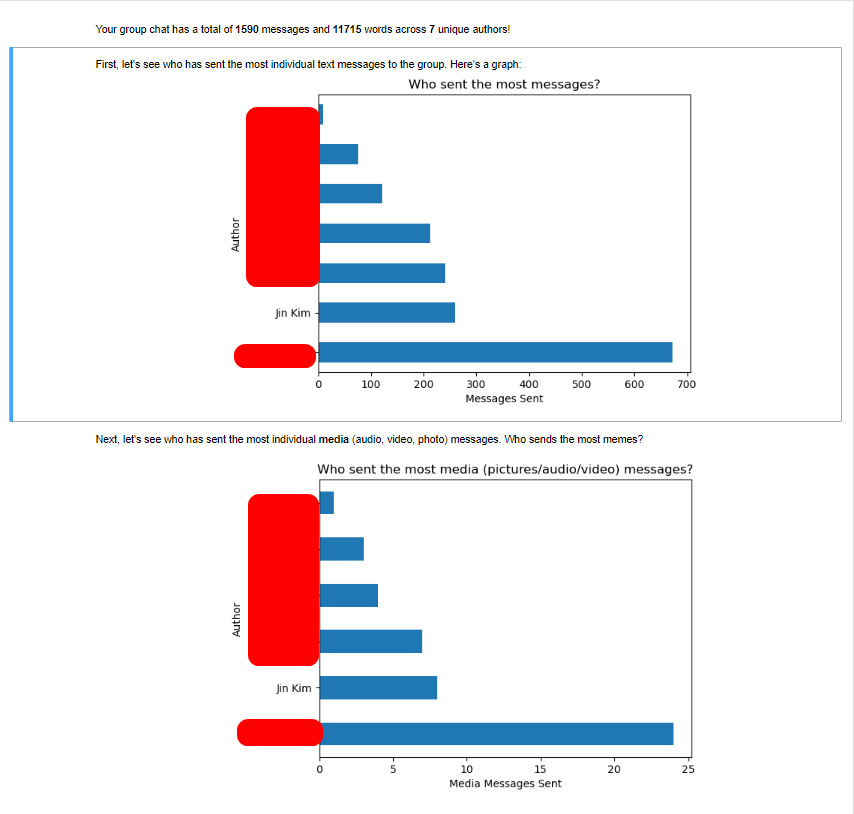 Your group chat has a total of 1590 messages and 11715 words across 7 unique authors!
First, let's see who has sent the most individual text messages to the group. Here's a graph:
Who sent the most messages?
Author
Jin Kim
0 100 200 300 400 500 600 700
Messages Sent
Next, let's see who has sent the most individual media (audio, video, photo) messages. Who sends the most memes?
Who sent the most media (pictures/audio/video) messages?
Author
Jin Kim
0 5 10 15 20 25
Media Messages Sent